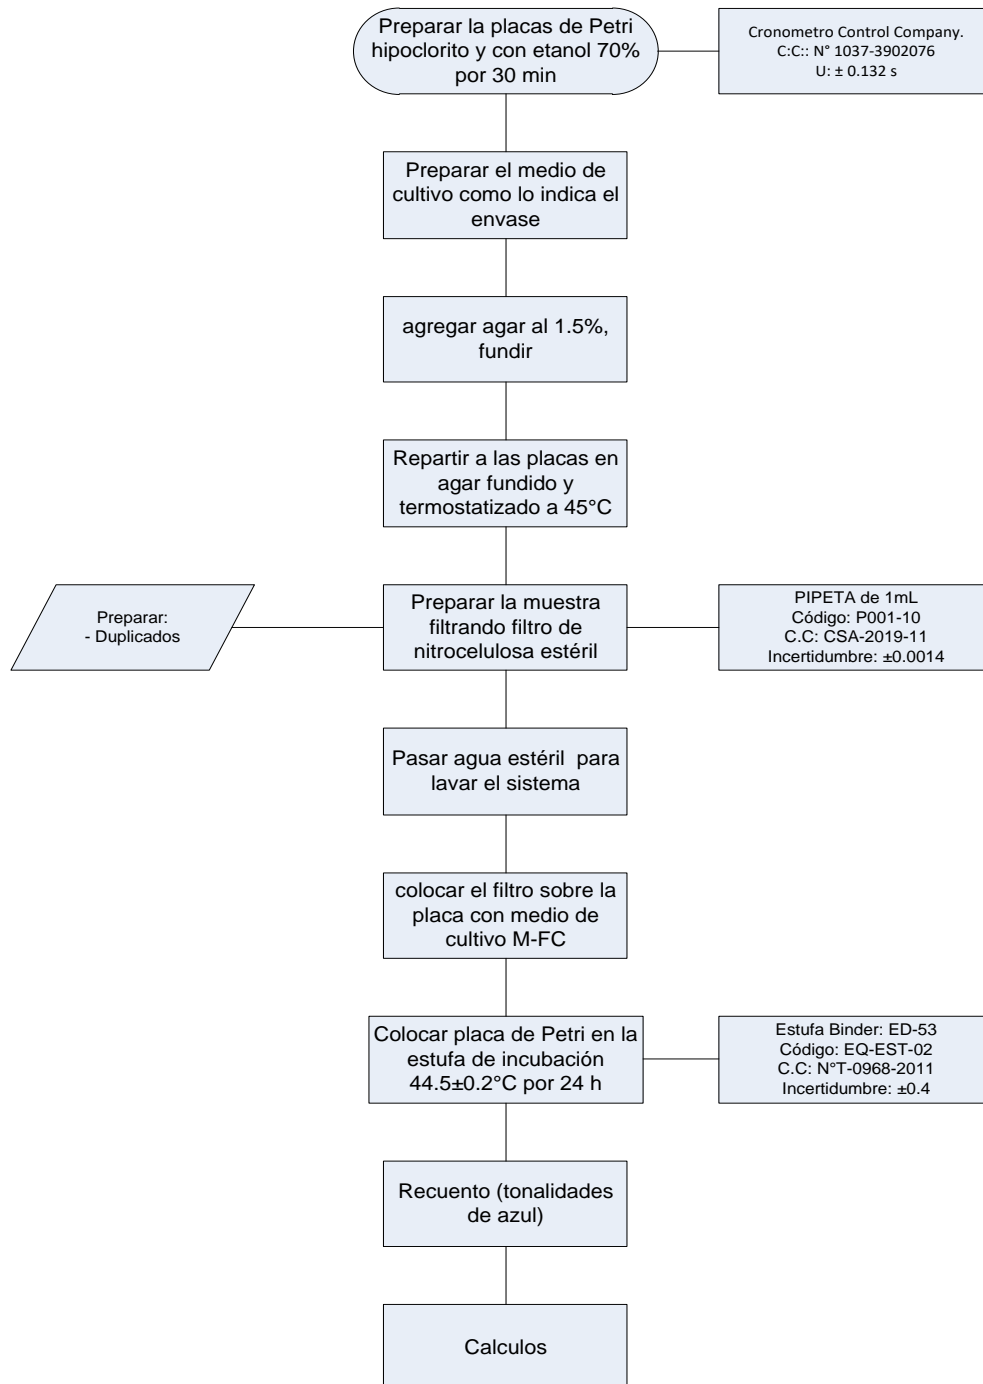 Preparar la placas de Petri
hipoclorito y con etanol 70%
por 30 min
Cronometro Control Company.
C:C:: N° 1037-3902076
U: ± 0.132 s
Preparar el medio de
cultivo como lo indica el
envase
agregar agar al 1.5%,
fundir
Repartir a las placas en
agar fundido y
termostatizado a 45°C
Preparar:
- Duplicados
Preparar la muestra
filtrando filtro de
nitrocelulosa estéril
PIPETA de 1mL
Código: P001-10
C.C: CSA-2019-11
Incertidumbre: ±0.0014
Pasar agua estéril para
lavar el sistema
colocar el filtro sobre la
placa con medio de
cultivo M-FC
Colocar placa de Petri en la
estufa de incubación
44.5±0.2°C por 24 h
Estufa Binder: ED-53
Código: EQ-EST-02
C.C: N°T-0968-2011
Incertidumbre: ±0.4
Recuento (tonalidades
de azul)
Calculos